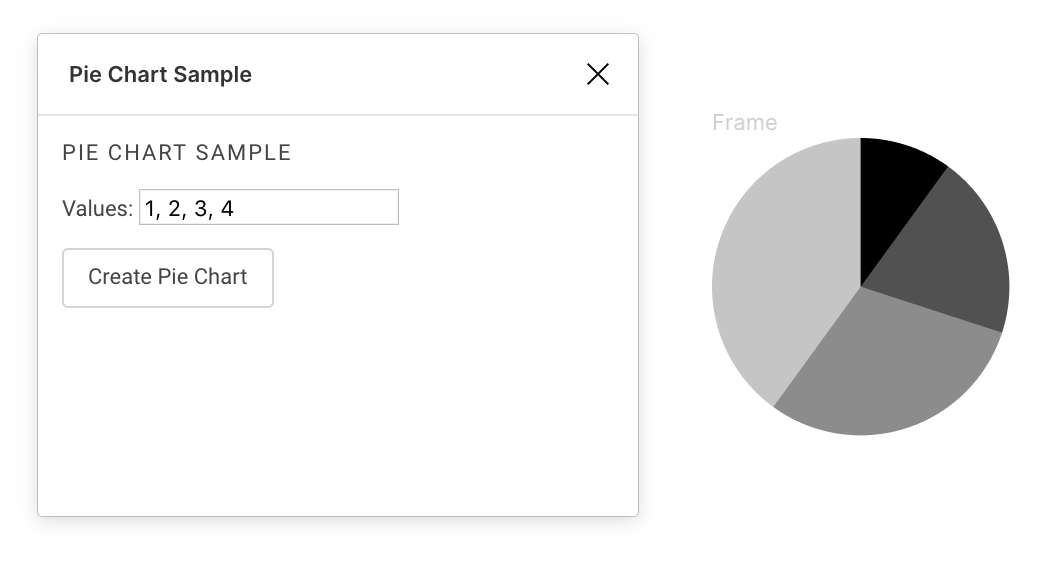 Pie Chart Sample
PIE CHART SAMPLE
Values: 1, 2, 3, 4
Create Pie Chart
Frame